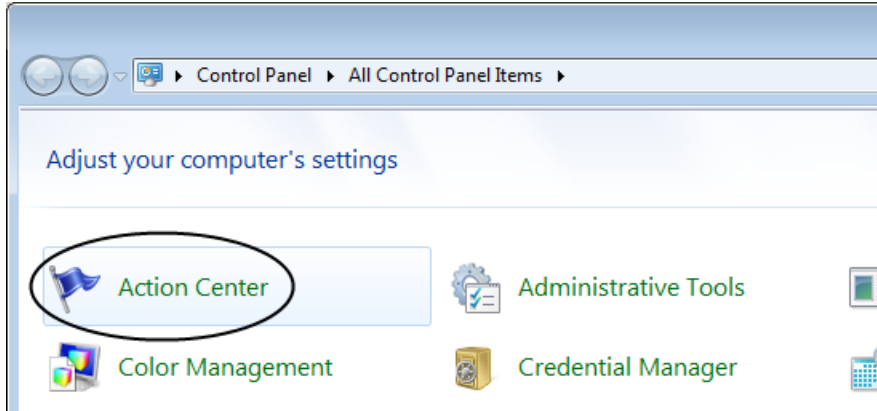 Control Panel ▸ All Control Panel Items ▸
Adjust your computer's settings
Action Center
Administrative Tools
Color Management
Credential Manager